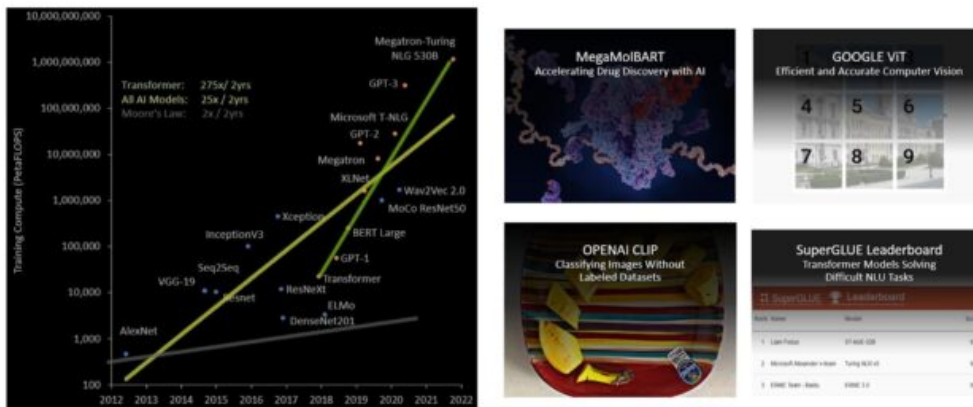 10,000,000,000
1,000,000,000
100,000,000
10,000,000
1,000,000
100,000
10,000
1,000
100
Training Compute (PetaFLOPS)
2012 2013 2014 2015 2016 2017 2018 2019 2020 2021 2022
Transformer: 275x / 2yrs
All AI Models: 25x / 2yrs
Moore's Law: 2x / 2yrs
Megatron-Turing
NLG 530B
GPT-3
Microsoft T-NLG
GPT-2
Megatron
XLNet
Wav2Vec 2.0
MoCo ResNet50
Xception
InceptionV3
BERT Large
Seq2Seq
GPT-1
VGG-19
Transformer
Resnet
ResNeXt
ELMo
DenseNet201
AlexNet
MegaMolBART
Accelerating Drug Discovery with AI
GOOGLE ViT
Efficient and Accurate Computer Vision
4 5 6
7 8 9
OPENAI CLIP
Classifying Images Without
Labeled Datasets
SuperGLUE Leaderboard
Transformer Models Solving
Difficult NLU Tasks
SuperGLUE Leaderboard
Rank Name Model
1
2
3